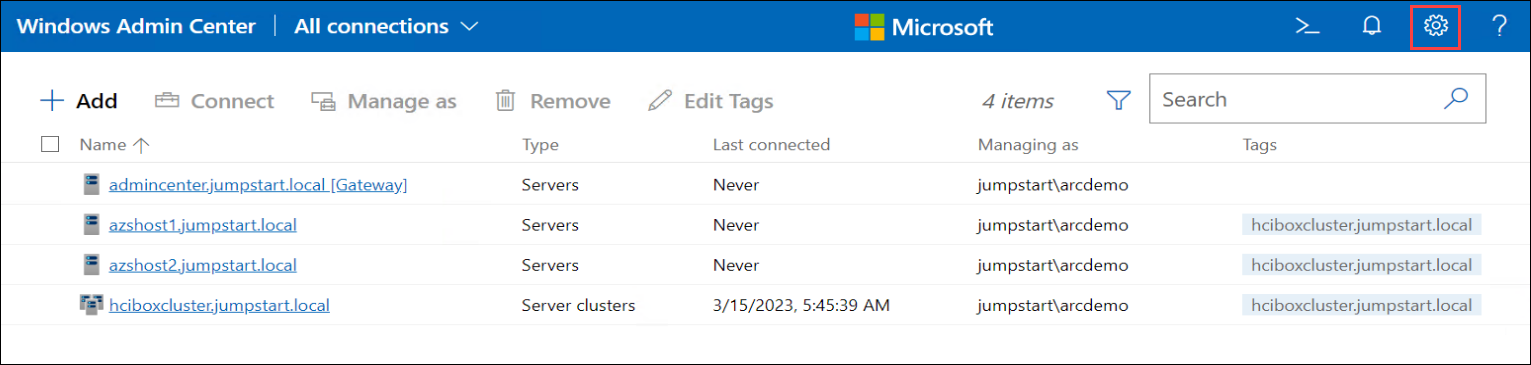 Windows Admin Center All connections Microsoft >_ ?
+ Add Connect Manage as Remove Edit Tags 4 items Search
Name Type Last connected Managing as Tags
admincenter.jumpstart.local [Gateway] Servers Never jumpstart\arcdemo
azshost1.jumpstart.local Servers Never jumpstart\arcdemo hciboxcluster.jumpstart.local
azshost2.jumpstart.local Servers Never jumpstart\arcdemo hciboxcluster.jumpstart.local
hciboxcluster.jumpstart.local Server clusters 3/15/2023, 5:45:39 AM jumpstart\arcdemo hciboxcluster.jumpstart.local